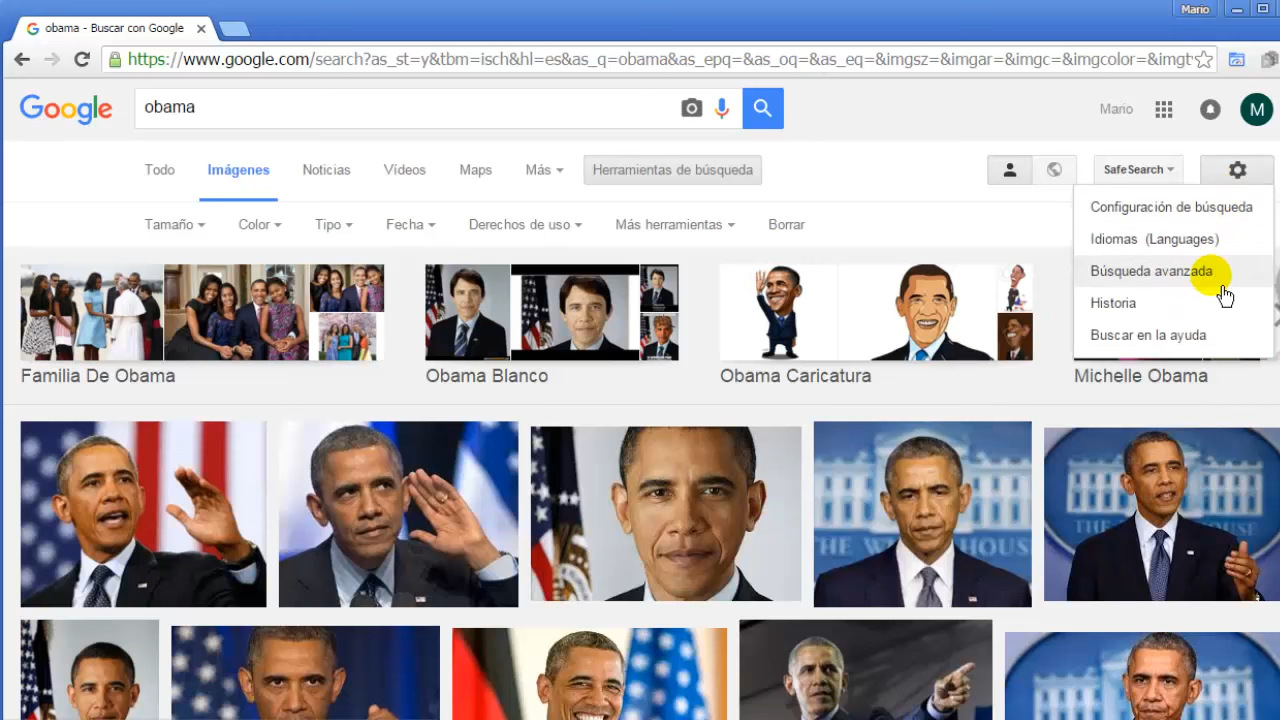 Mario
obama - Buscar con Google
https://www.google.com/search?as_st=y&tbm=isch&hl=es&as_q=obama&as_epq=&as_oq=&as_eq=&imgsz=&imgar=&imgc=&imgcolor=&imgt
Google
obama
Mario
M
Todo
Imágenes
Noticias
Vídeos
Maps
Más
Herramientas de búsqueda
SafeSearch
Tamaño
Color
Tipo
Fecha
Derechos de uso
Más herramientas
Borrar
Configuración de búsqueda
Idiomas (Languages)
Búsqueda avanzada
Historia
Buscar en la ayuda
Familia De Obama
Obama Blanco
Obama Caricatura
Michelle Obama